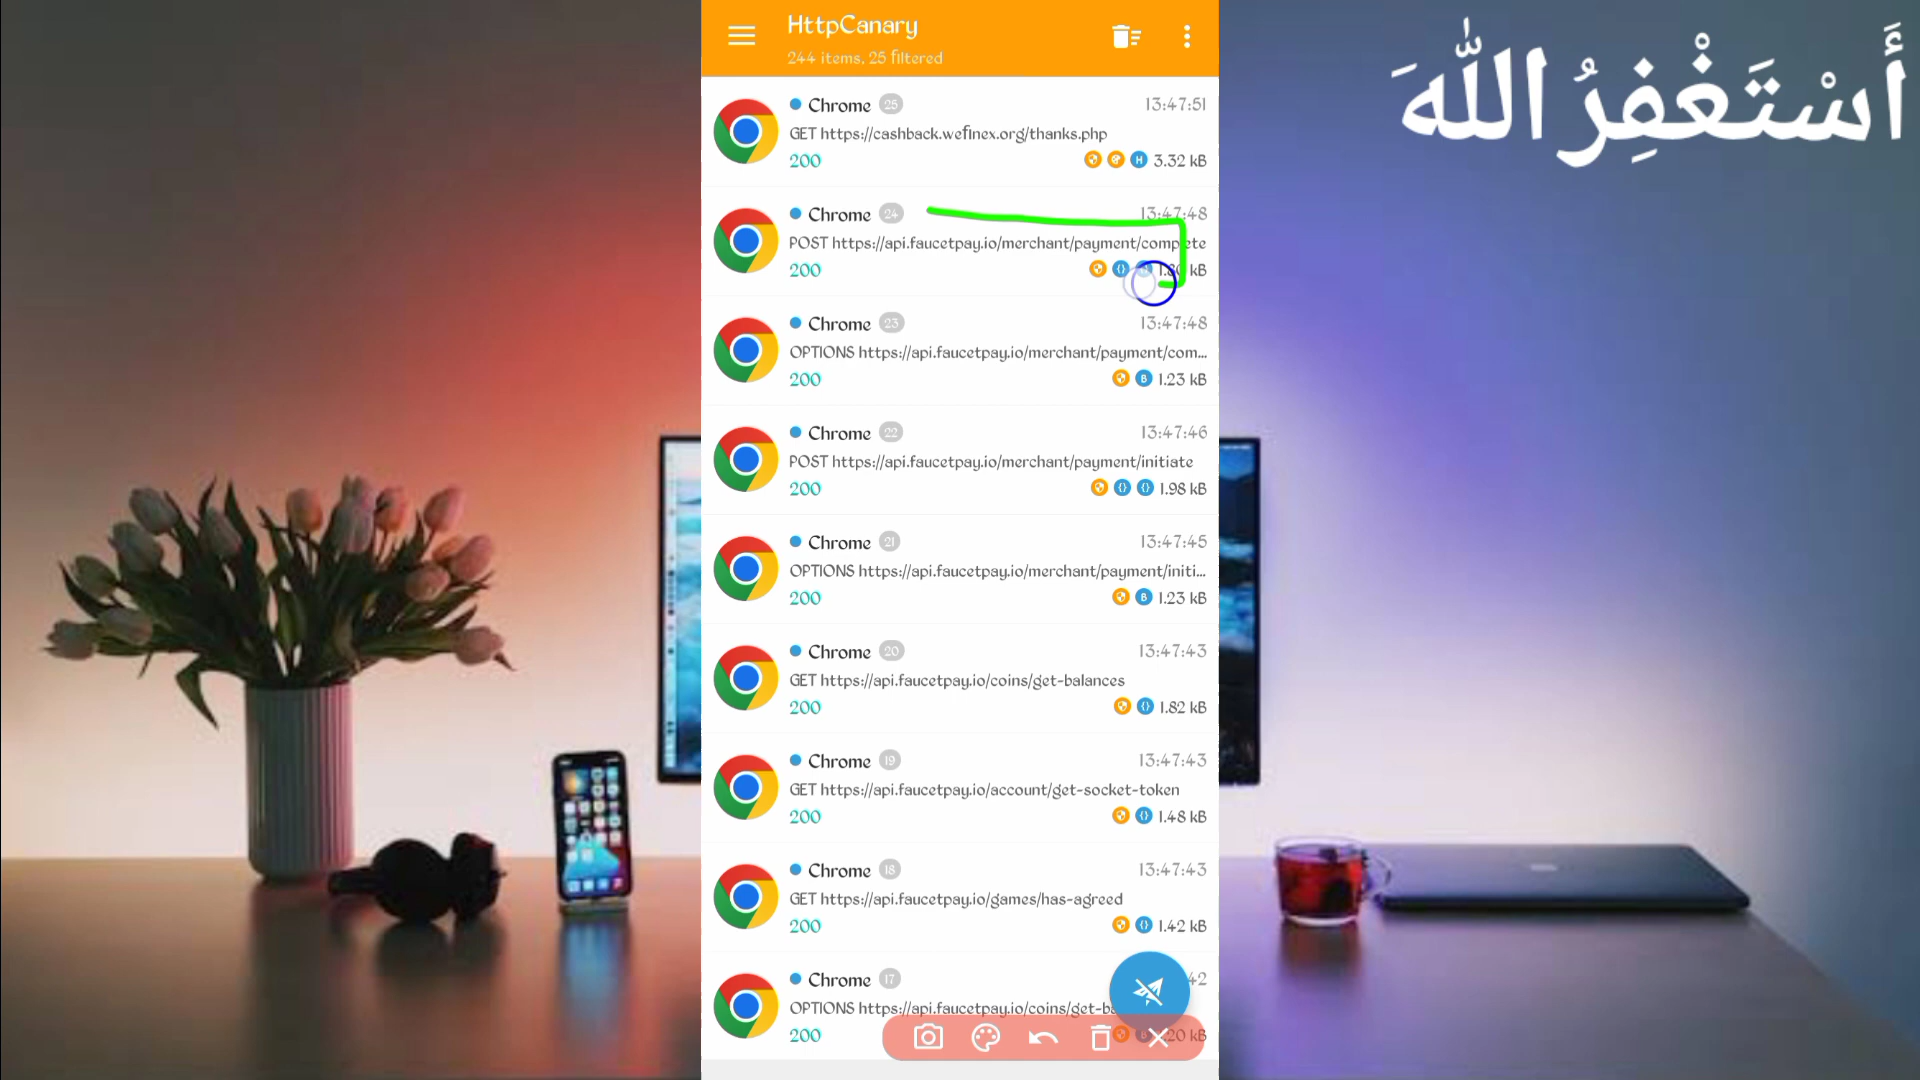 HttpCanary
244 items, 25 filtered
أَسْتَغْفِرُ اللّٰهَ
Chrome 25 13:47:51
GET https://cashback.wefinex.org/thanks.php
200 H 3.32 kB
Chrome 24 13:47:48
POST https://api.faucetpay.io/merchant/payment/complete
200 {} kB
Chrome 23 13:47:48
OPTIONS https://api.faucetpay.io/merchant/payment/com...
200 B 1.23 kB
Chrome 22 13:47:46
POST https://api.faucetpay.io/merchant/payment/initiate
200 {} {} 1.98 kB
Chrome 21 13:47:45
OPTIONS https://api.faucetpay.io/merchant/payment/initi...
200 B 1.23 kB
Chrome 20 13:47:43
GET https://api.faucetpay.io/coins/get-balances
200 {} 1.82 kB
Chrome 19 13:47:43
GET https://api.faucetpay.io/account/get-socket-token
200 {} 1.48 kB
Chrome 18 13:47:43
GET https://api.faucetpay.io/games/has-agreed
200 {} 1.42 kB
Chrome 17 42
OPTIONS https://api.faucetpay.io/coins/get-b
200 B 20 kB